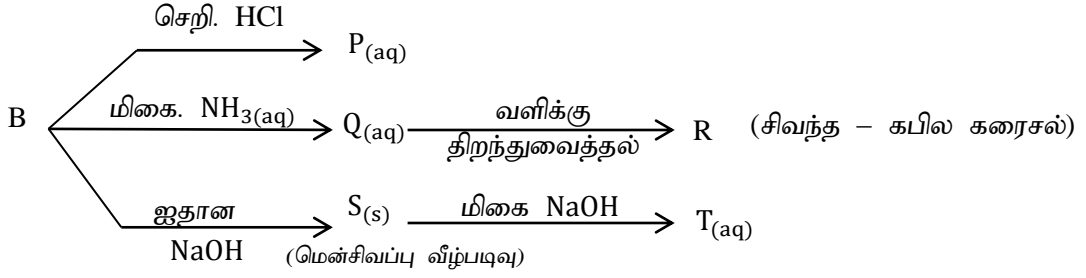 செறி. HCl
P(aq)
B
மிகை. NH3(aq)
Q(aq)
வளிக்கு
திறந்துவைத்தல்
R
(சிவந்த – கபில கரைசல்)
ஐதான
NaOH
S(s)
(மென்சிவப்பு வீழ்படிவு)
மிகை NaOH
T(aq)